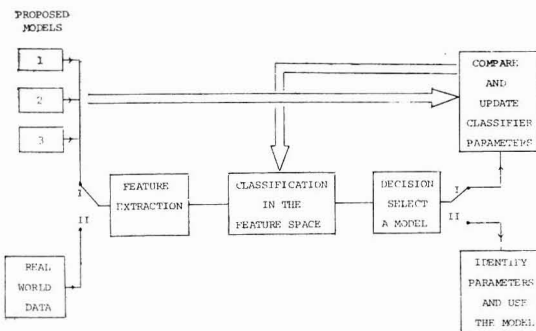 PROPOSED
MODELS
1
2
3
I
II
REAL
WORLD
DATA
FEATURE
EXTRACTION
CLASSIFICATION
IN THE
FEATURE SPACE
DECISION
SELECT
A MODEL
I
II
COMPARE
AND
UPDATE
CLASSIFIER
PARAMETERS
IDENTIFY
PARAMETERS
AND USE
THE MODEL